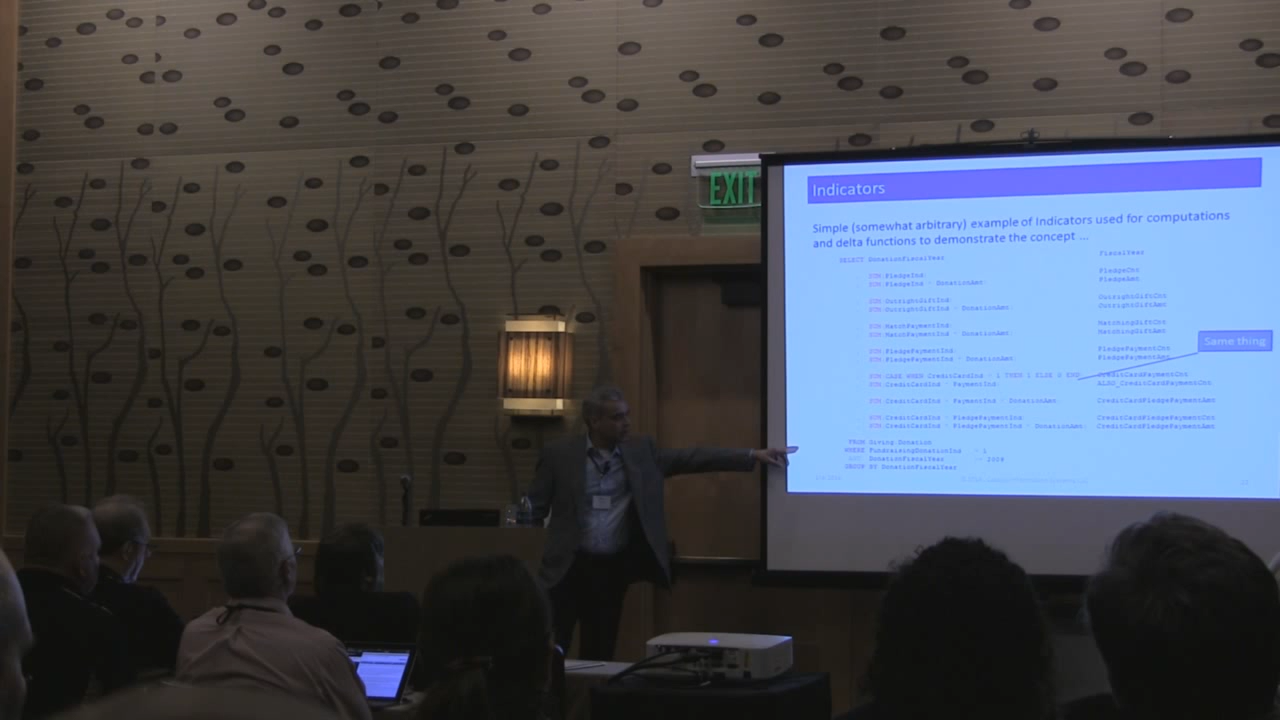 EXIT
Indicators
Simple (somewhat arbitrary) example of Indicators used for computations
and delta functions to demonstrate the concept ...
SELECT DonationFiscalYear FiscalYear
SUM(PledgeInd) PledgeCnt
SUM(PledgeInd * DonationAmt) PledgeAmt
SUM(OutrightGiftInd) OutrightGiftCnt
SUM(OutrightGiftInd * DonationAmt) OutrightGiftAmt
SUM(MatchPaymentInd) MatchingGiftCnt
SUM(MatchPaymentInd * DonationAmt) MatchingGiftAmt
SUM(PledgePaymentInd) PledgePaymentCnt
SUM(PledgePaymentInd * DonationAmt) PledgePaymentAmt
Same thing
SUM(CASE WHEN CreditCardInd = 1 THEN 1 ELSE 0 END) CreditCardPaymentCnt
SUM(CreditCardInd * PaymentInd) ALSO_CreditCardPaymentCnt
SUM(CreditCardInd * PaymentInd * DonationAmt) CreditCardPledgePaymentAmt
SUM(CreditCardInd * PledgePaymentInd) CreditCardPledgePaymentCnt
SUM(CreditCardInd * PledgePaymentInd * DonationAmt) CreditCardPledgePaymentAmt
FROM Giving.Donation
WHERE FundraisingDonationInd = 1
AND DonationFiscalYear >= 2004
GROUP BY DonationFiscalYear